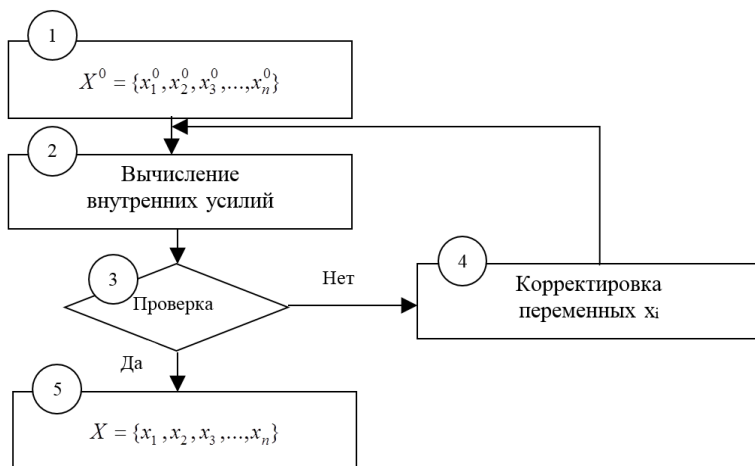 1
X⁰ = {x₁⁰, x₂⁰, x₃⁰,..., xₙ⁰}
2
Вычисление
внутренних усилий
3
Проверка
Нет
4
Корректировка
переменных xᵢ
Да
5
X = {x₁, x₂, x₃,..., xₙ}